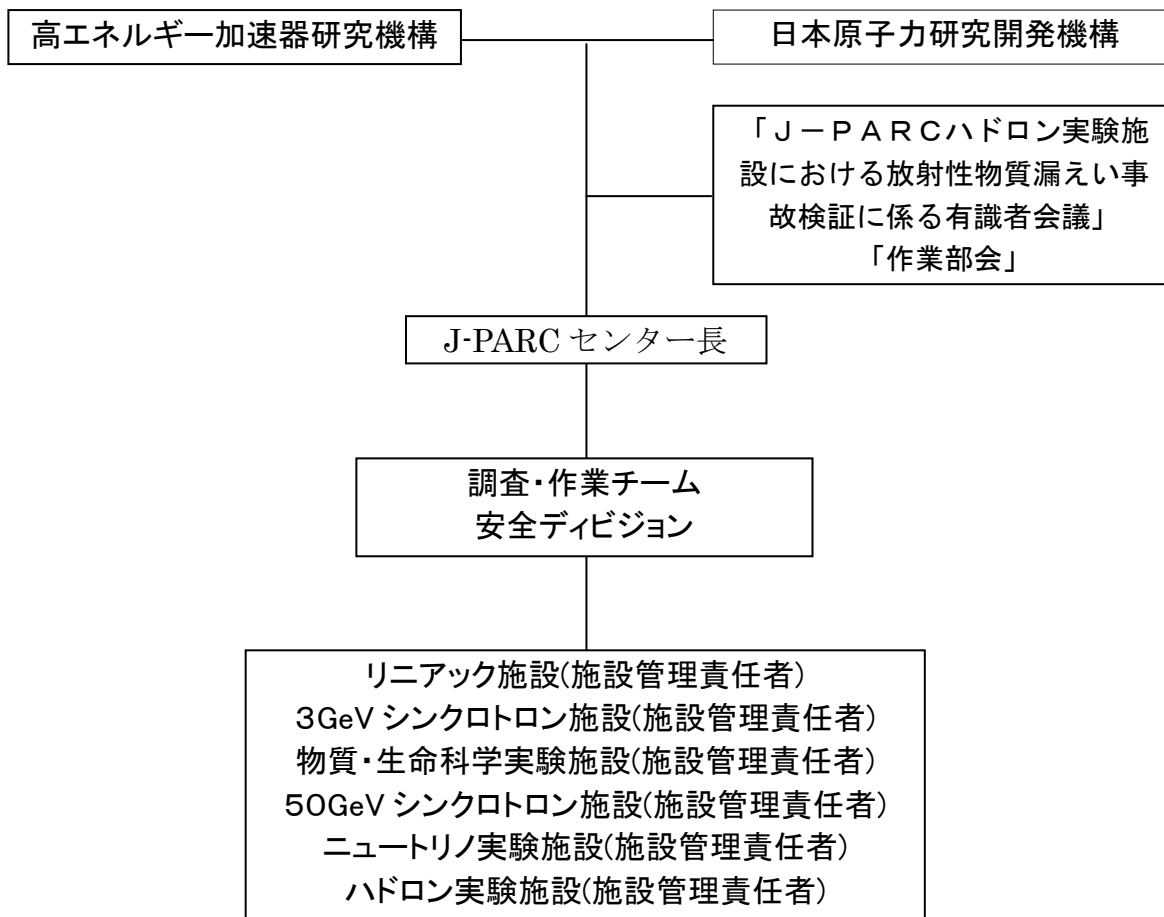 高エネルギー加速器研究機構
日本原子力研究開発機構
「J-PARCハドロン実験施
設における放射性物質漏えい事
故検証に係る有識者会議」
「作業部会」
J-PARC センター長
調査・作業チーム
安全ディビジョン
リニアック施設(施設管理責任者)
3GeV シンクロトロン施設(施設管理責任者)
物質・生命科学実験施設(施設管理責任者)
50GeV シンクロトロン施設(施設管理責任者)
ニュートリノ実験施設(施設管理責任者)
ハドロン実験施設(施設管理責任者)